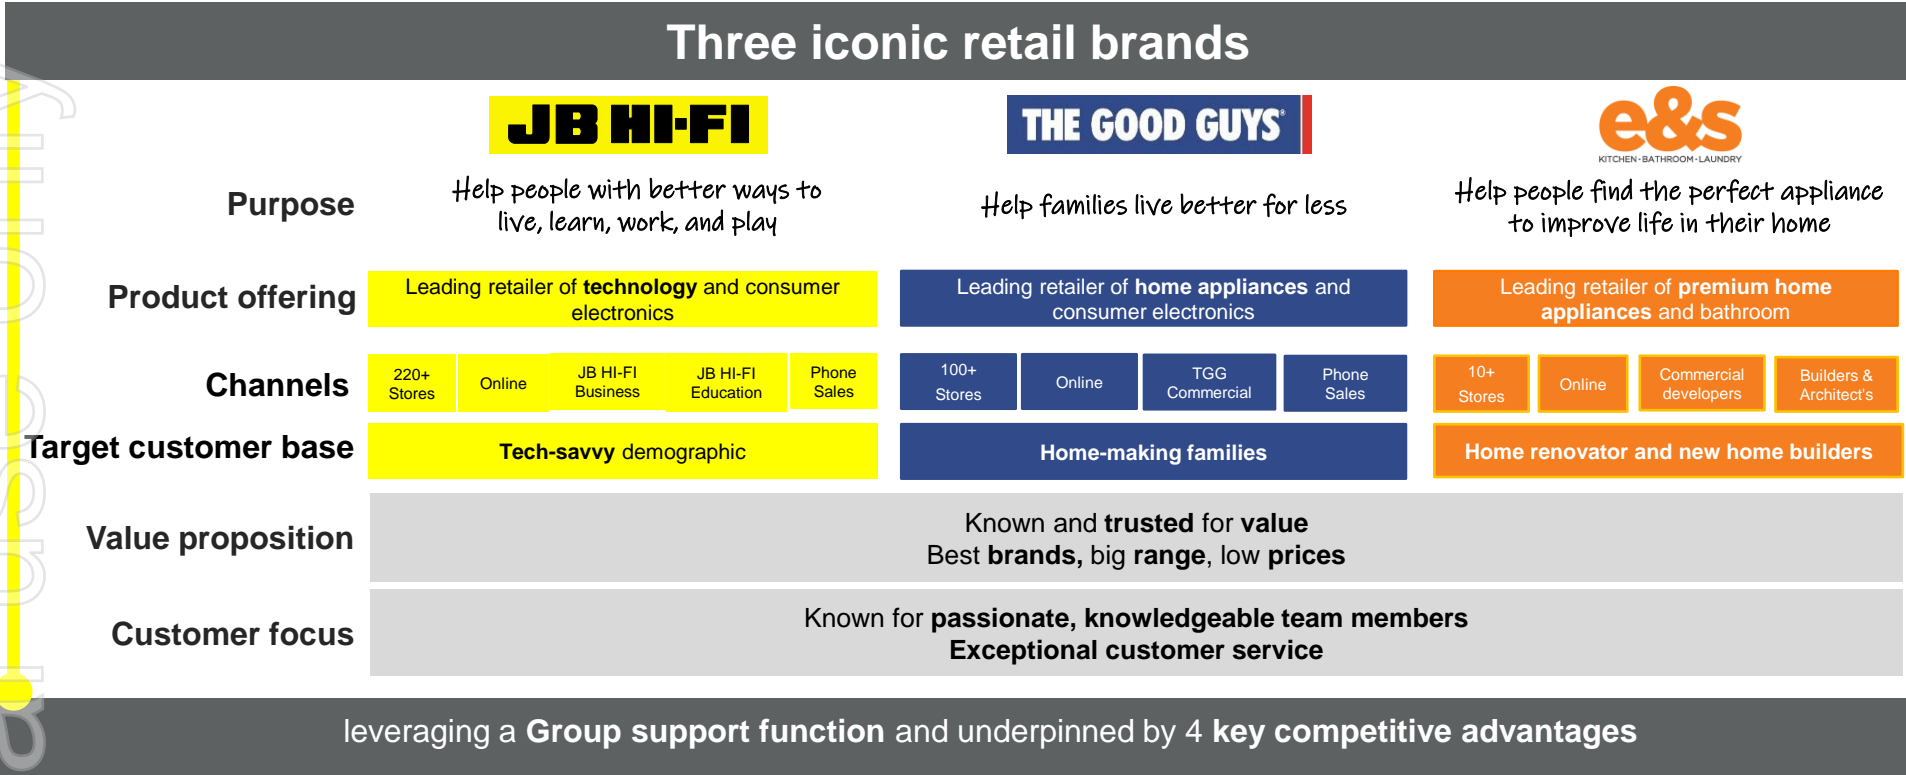 Three iconic retail brands
JB HI-FI
THE GOOD GUYS®
e&s
KITCHEN-BATHROOM-LAUNDRY
Purpose
Help people with better ways to
live, learn, work, and play
Help families live better for less
Help people find the perfect appliance
to improve life in their home
Product offering
Leading retailer of technology and consumer
electronics
Leading retailer of home appliances and
consumer electronics
Leading retailer of premium home
appliances and bathroom
Channels
220+
Stores
Online
JB HI-FI
Business
JB HI-FI
Education
Phone
Sales
100+
Stores
Online
TGG
Commercial
Phone
Sales
10+
Stores
Online
Commercial
developers
Builders &
Architect's
Target customer base
Tech-savvy demographic
Home-making families
Home renovator and new home builders
Value proposition
Known and trusted for value
Best brands, big range, low prices
Customer focus
Known for passionate, knowledgeable team members
Exceptional customer service
leveraging a Group support function and underpinned by 4 key competitive advantages